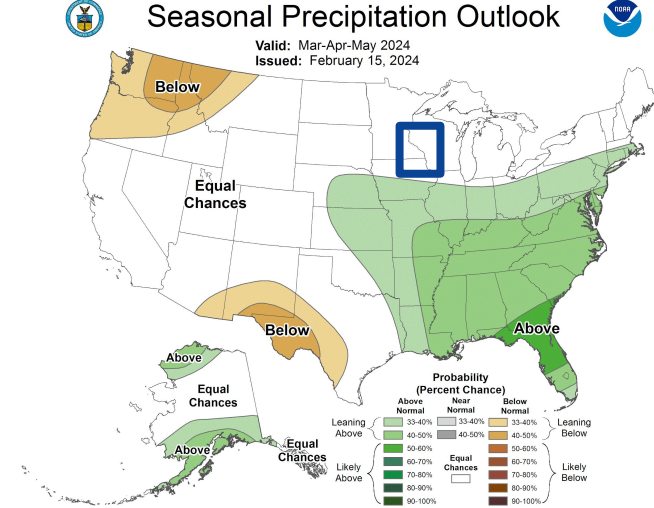 Seasonal Precipitation Outlook
NOAA
Valid: Mar-Apr-May 2024
Issued: February 15, 2024
Below
Equal
Chances
Below
Above
Above
Equal
Chances
Above
Equal
Chances
Probability
(Percent Chance)
Above
Normal
Near
Normal
Below
Normal
Leaning
Above
33-40%
40-50%
50-60%
60-70%
70-80%
80-90%
90-100%
Likely
Above
33-40%
40-50%
Equal
Chances
33-40%
40-50%
50-60%
60-70%
70-80%
80-90%
90-100%
Leaning
Below
Likely
Below